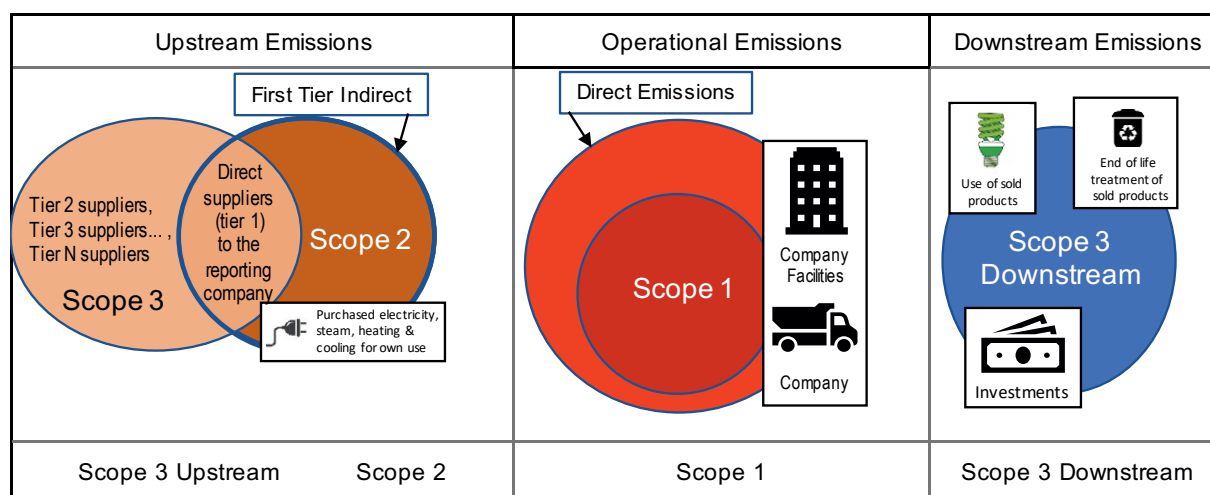 Upstream Emissions
Operational Emissions
Downstream Emissions
First Tier Indirect
Direct
suppliers
(tier 1)
to the
reporting
company
Tier 2 suppliers,
Tier 3 suppliers... ,
Tier N suppliers
Scope 3
Scope 2
Purchased electricity,
steam, heating &
cooling for own use
Direct Emissions
Scope 1
Company
Facilities
Company
Use of sold
products
End of life
treatment of
sold products
Scope 3
Downstream
Investments
Scope 3 Upstream
Scope 2
Scope 1
Scope 3 Downstream